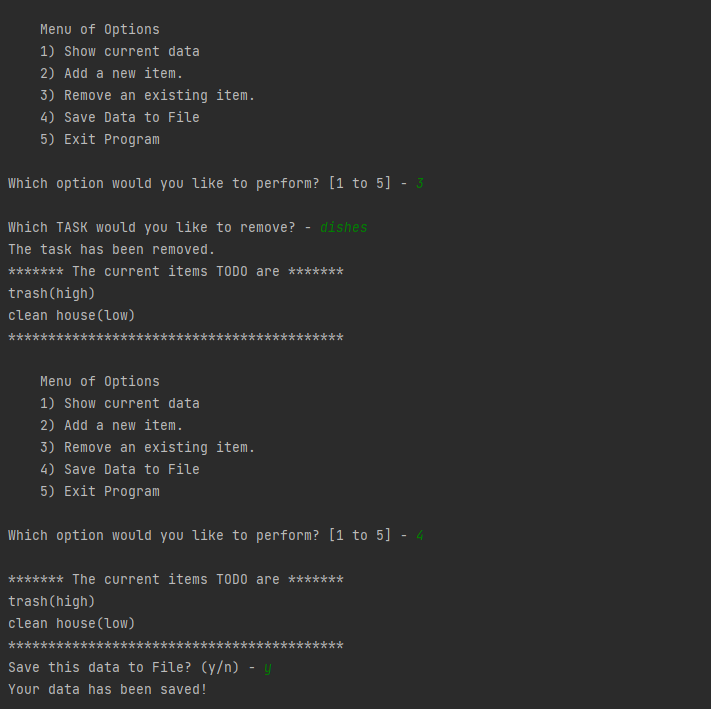 Menu of Options
1) Show current data
2) Add a new item.
3) Remove an existing item.
4) Save Data to File
5) Exit Program
Which option would you like to perform? [1 to 5] - 3
Which TASK would you like to remove? - dishes
The task has been removed.
******* The current items TODO are *******
trash(high)
clean house(low)
******************************************
Menu of Options
1) Show current data
2) Add a new item.
3) Remove an existing item.
4) Save Data to File
5) Exit Program
Which option would you like to perform? [1 to 5] - 4
******* The current items TODO are *******
trash(high)
clean house(low)
******************************************
Save this data to File? (y/n) - y
Your data has been saved!